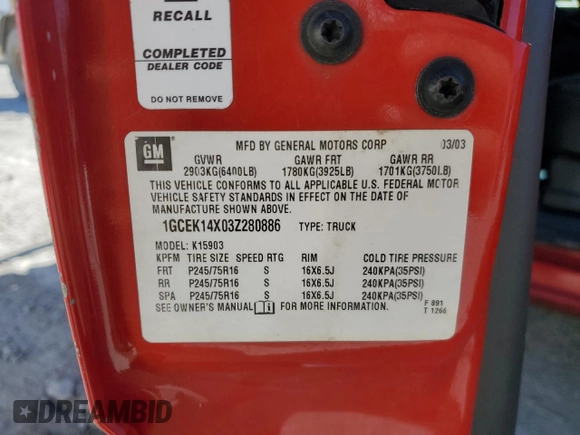 GM
RECALL
COMPLETED
DEALER CODE
DO NOT REMOVE
GM
MFD BY GENERAL MOTORS CORP 03/03
GVWR GAWR FRT GAWR RR
2903KG(6400LB) 1780KG(3925LB) 1701KG(3750LB)
THIS VEHICLE CONFORMS TO ALL APPLICABLE U.S. FEDERAL MOTOR
VEHICLE SAFETY STANDARDS IN EFFECT ON THE DATE OF
MANUFACTURE SHOWN ABOVE.
1GCEK14X03Z280886 TYPE: TRUCK
MODEL: K15903
KPFM TIRE SIZE SPEED RTG RIM COLD TIRE PRESSURE
FRT P245/75R16 S 16X6.5J 240KPA(35PSI)
RR P245/75R16 S 16X6.5J 240KPA(35PSI)
SPA P245/75R16 S 16X6.5J 240KPA(35PSI)
SEE OWNER'S MANUAL FOR MORE INFORMATION.
F 891
T 1266
DREAMBID